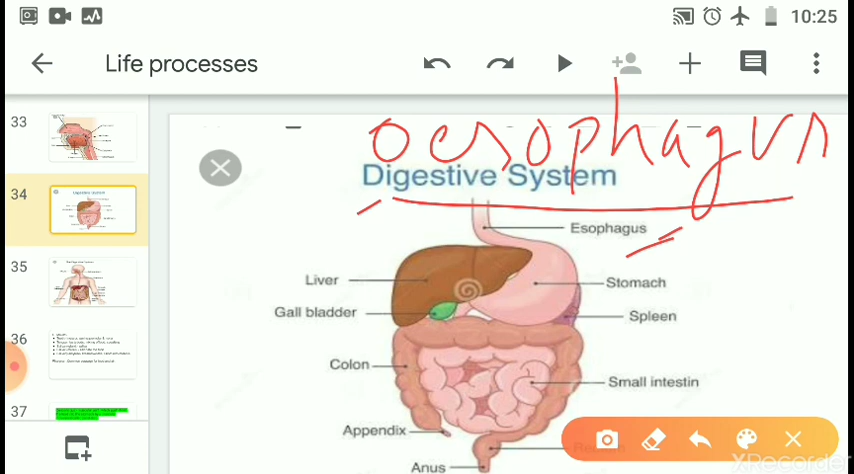 10:25
Life processes
33
34
35
36
37
oesophagus
Digestive System
Esophagus
Liver
Stomach
Gall bladder
Spleen
Colon
Small intestin
Appendix
Anus
XRecorder